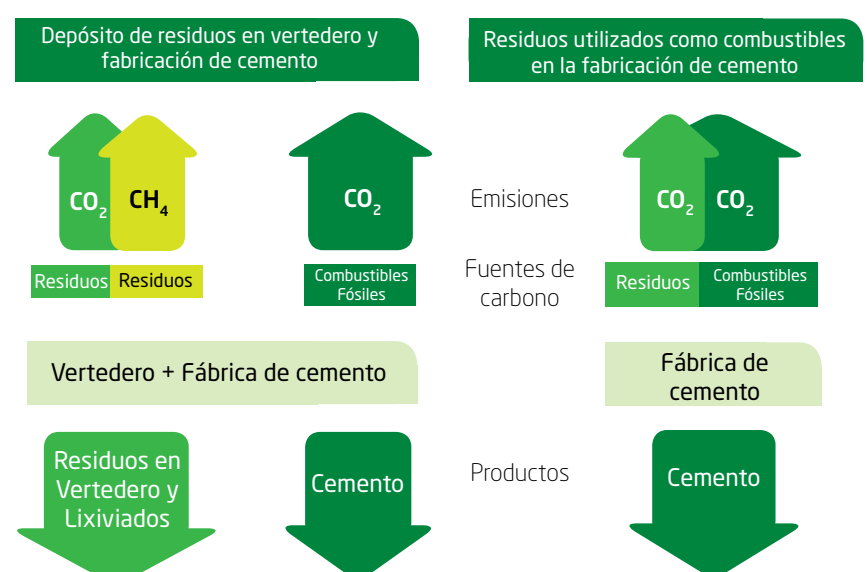 Depósito de residuos en vertedero y
fabricación de cemento
Residuos utilizados como combustibles
en la fabricación de cemento
CO2
CH4
CO2
Emisiones
CO2
CO2
Residuos
Residuos
Combustibles
Fósiles
Fuentes de
carbono
Residuos
Combustibles
Fósiles
Vertedero + Fábrica de cemento
Fábrica de
cemento
Residuos en
Vertedero y
Lixiviados
Cemento
Productos
Cemento